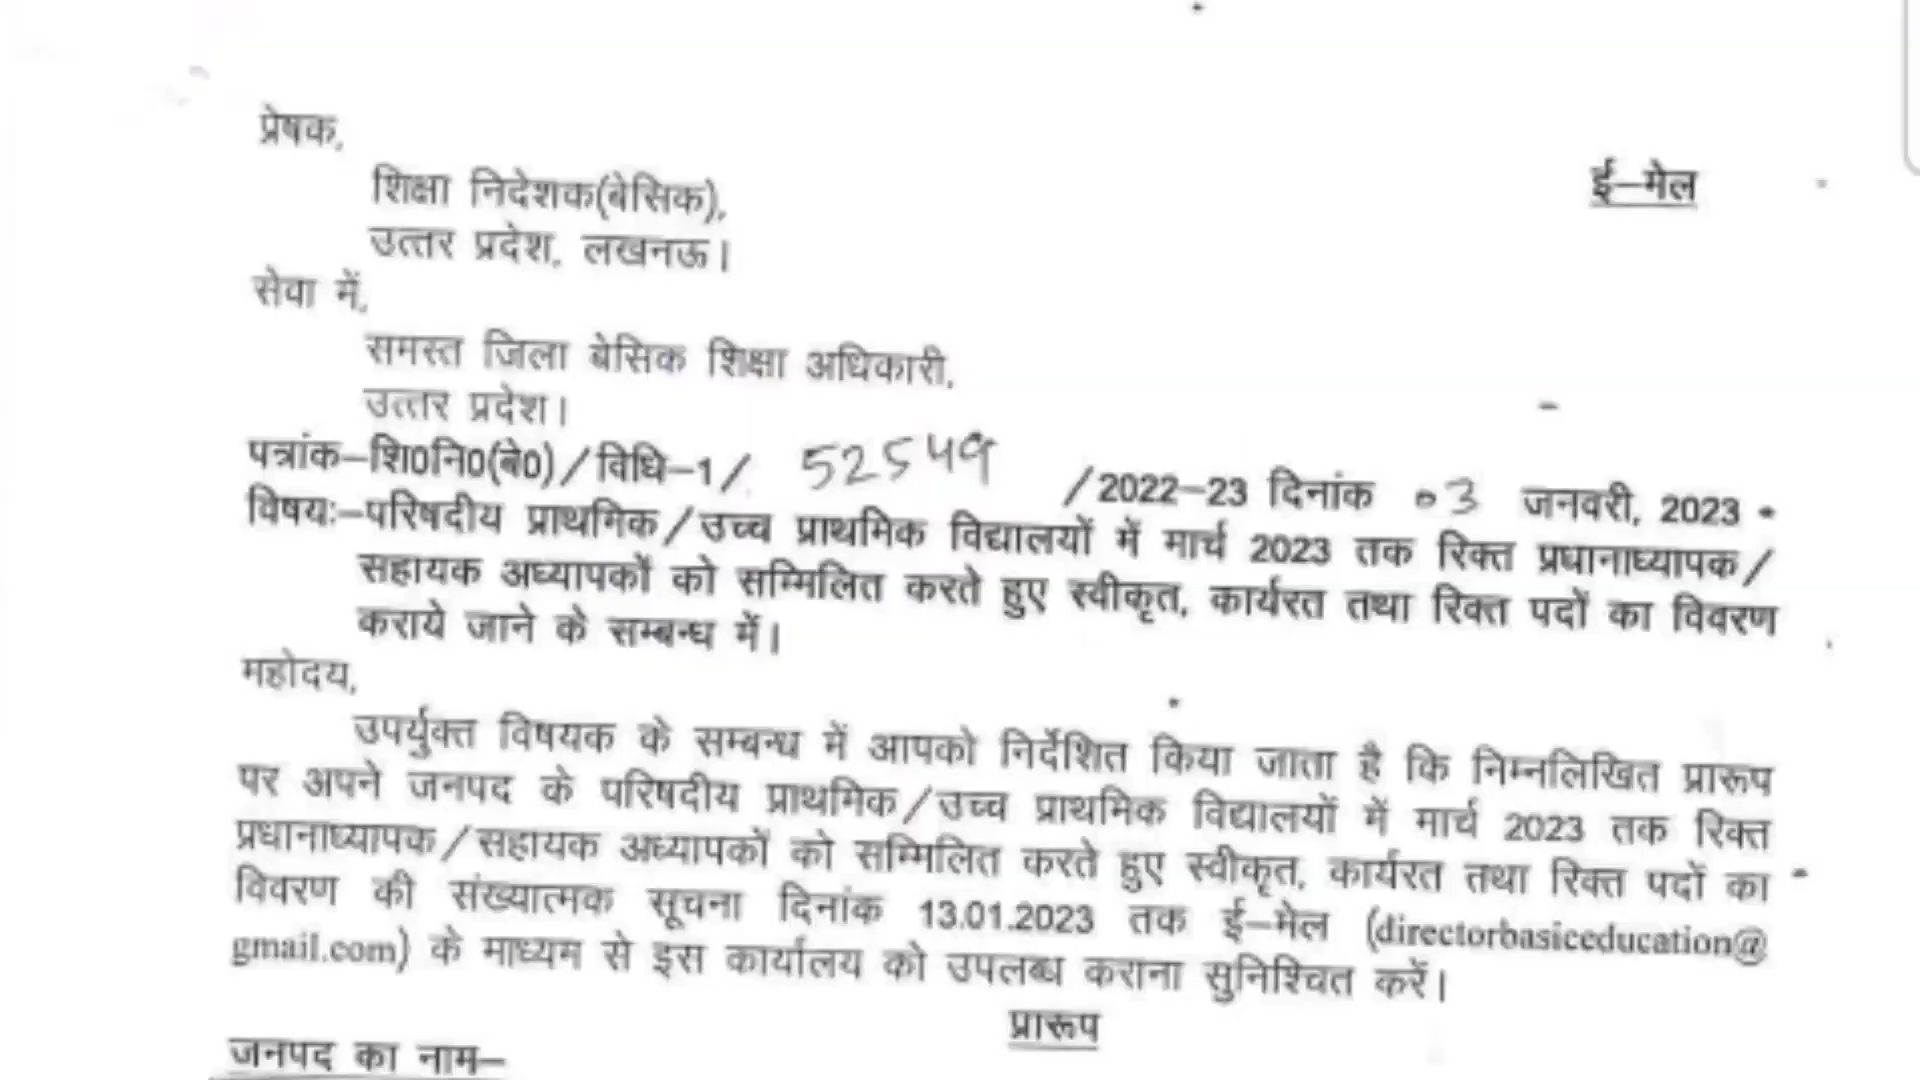 प्रेषक,
ई–मेल
शिक्षा निदेशक(बेसिक),
उत्तर प्रदेश, लखनऊ।
सेवा में,
समस्त जिला बेसिक शिक्षा अधिकारी,
उत्तर प्रदेश।
पत्रांक–शि0नि0(बे0)/विधि–1/ 52549 /2022–23 दिनांक 03 जनवरी, 2023
विषयः–परिषदीय प्राथमिक/उच्च प्राथमिक विद्यालयों में मार्च 2023 तक रिक्त प्रधानाध्यापक/
सहायक अध्यापकों को सम्मिलित करते हुए स्वीकृत, कार्यरत तथा रिक्त पदों का विवरण
कराये जाने के सम्बन्ध में।
महोदय,
उपर्युक्त विषयक के सम्बन्ध में आपको निर्देशित किया जाता है कि निम्नलिखित प्रारूप
पर अपने जनपद के परिषदीय प्राथमिक/उच्च प्राथमिक विद्यालयों में मार्च 2023 तक रिक्त
प्रधानाध्यापक/सहायक अध्यापकों को सम्मिलित करते हुए स्वीकृत, कार्यरत तथा रिक्त पदों का
विवरण की संख्यात्मक सूचना दिनांक 13.01.2023 तक ई–मेल (directorbasiceducation@
gmail.com) के माध्यम से इस कार्यालय को उपलब्ध कराना सुनिश्चित करें।
प्रारूप
जनपद का नाम–